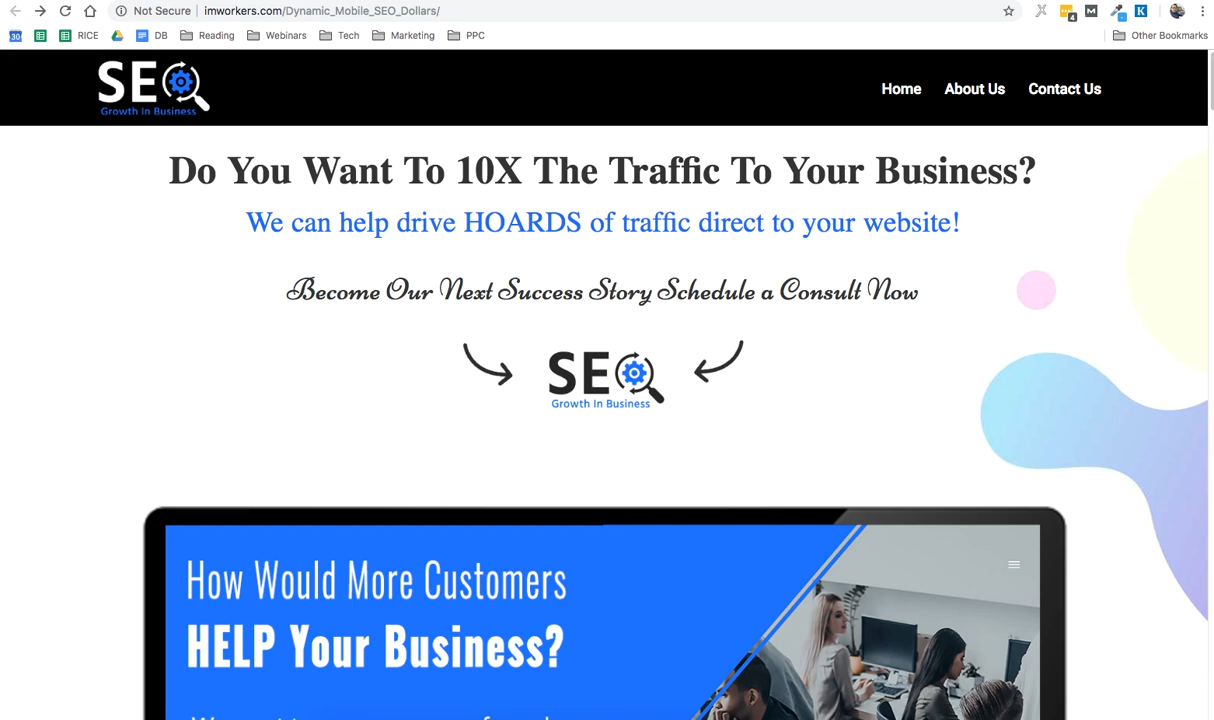 Not Secure | imworkers.com/Dynamic_Mobile_SEO_Dollars/
4
M
K
30 RICE DB Reading Webinars Tech Marketing PPC Other Bookmarks
SEO
Growth In Business
Home About Us Contact Us
Do You Want To 10X The Traffic To Your Business?
We can help drive HOARDS of traffic direct to your website!
Become Our Next Success Story Schedule a Consult Now
SEO
Growth In Business
How Would More Customers
HELP Your Business?